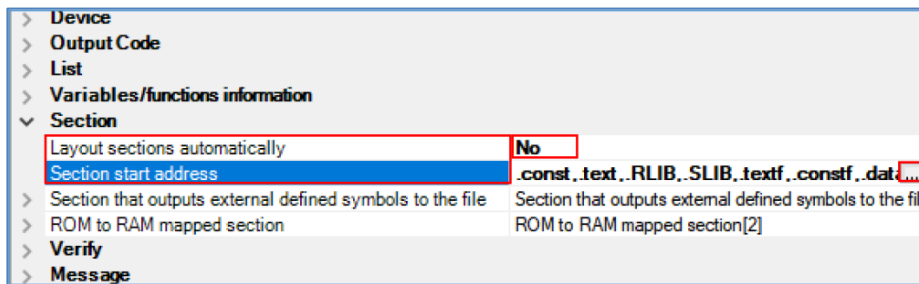 Device
Output Code
List
Variables/functions information
Section
Layout sections automatically No
Section start address .const,.text,.RLIB,.SLIB,.textf,.constf,.data ...
Section that outputs external defined symbols to the file Section that outputs external defined symbols to the fil
ROM to RAM mapped section ROM to RAM mapped section[2]
Verify
Message